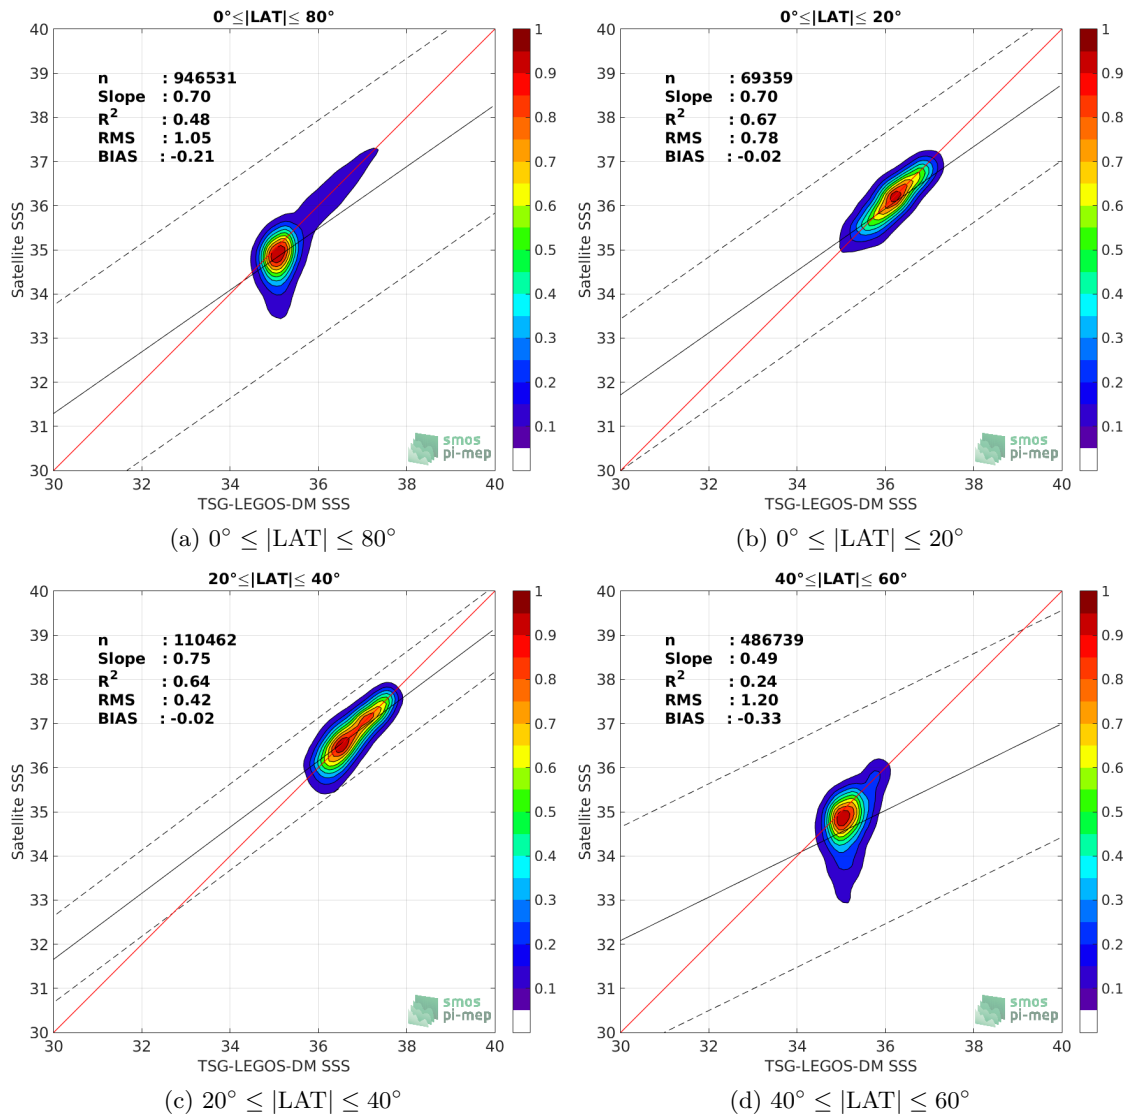 0°≤|LAT|≤ 80°
n : 946531
Slope : 0.70
R² : 0.48
RMS : 1.05
BIAS : -0.21
Satellite SSS
40
39
38
37
36
35
34
33
32
31
30
30 32 34 36 38 40
TSG-LEGOS-DM SSS
1
0.9
0.8
0.7
0.6
0.5
0.4
0.3
0.2
0.1
smos
pi-mep
(a) 0° ≤ |LAT| ≤ 80°
0°≤|LAT|≤ 20°
n : 69359
Slope : 0.70
R² : 0.67
RMS : 0.78
BIAS : -0.02
Satellite SSS
40
39
38
37
36
35
34
33
32
31
30
30 32 34 36 38 40
TSG-LEGOS-DM SSS
1
0.9
0.8
0.7
0.6
0.5
0.4
0.3
0.2
0.1
smos
pi-mep
(b) 0° ≤ |LAT| ≤ 20°
20°≤|LAT|≤ 40°
n : 110462
Slope : 0.75
R² : 0.64
RMS : 0.42
BIAS : -0.02
Satellite SSS
40
39
38
37
36
35
34
33
32
31
30
30 32 34 36 38 40
TSG-LEGOS-DM SSS
1
0.9
0.8
0.7
0.6
0.5
0.4
0.3
0.2
0.1
smos
pi-mep
(c) 20° ≤ |LAT| ≤ 40°
40°≤|LAT|≤ 60°
n : 486739
Slope : 0.49
R² : 0.24
RMS : 1.20
BIAS : -0.33
Satellite SSS
40
39
38
37
36
35
34
33
32
31
30
30 32 34 36 38 40
TSG-LEGOS-DM SSS
1
0.9
0.8
0.7
0.6
0.5
0.4
0.3
0.2
0.1
smos
pi-mep
(d) 40° ≤ |LAT| ≤ 60°